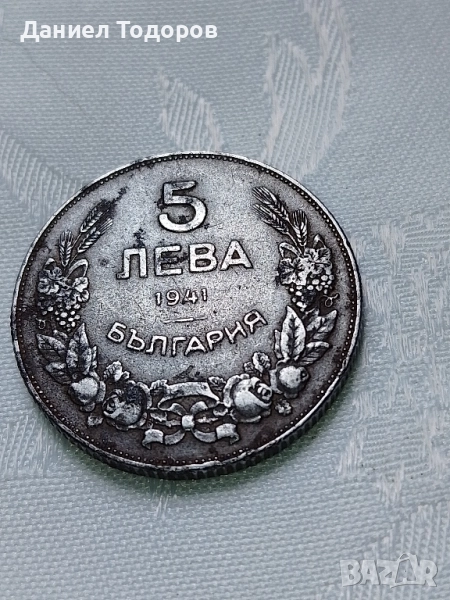 Даниел Тодоров
5
ЛЕВА
1941
БЪЛГАРИЯ
BAZAR